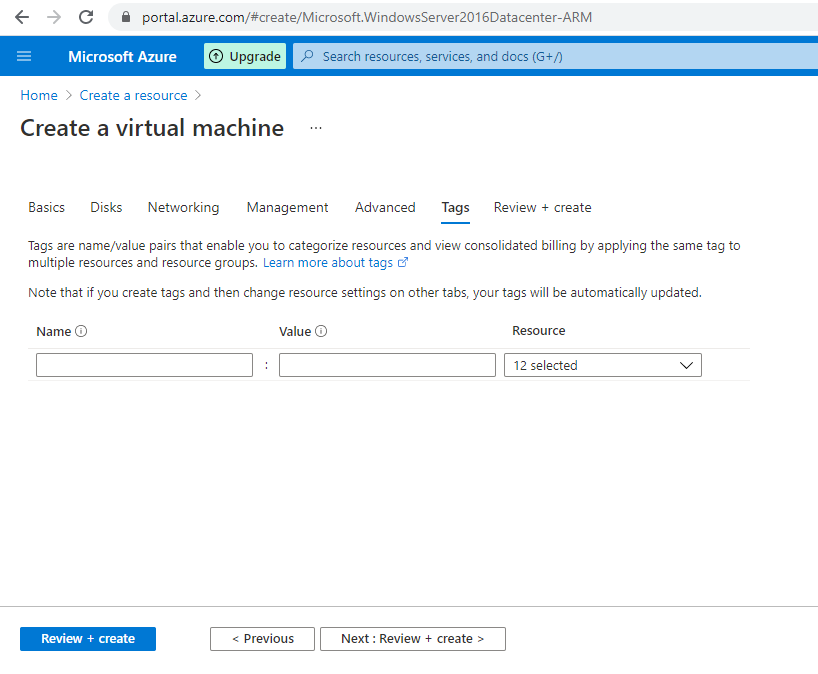 portal.azure.com/#create/Microsoft.WindowsServer2016Datacenter-ARM
Microsoft Azure Upgrade Search resources, services, and docs (G+/)
Home > Create a resource >
Create a virtual machine ...
Basics Disks Networking Management Advanced Tags Review + create
Tags are name/value pairs that enable you to categorize resources and view consolidated billing by applying the same tag to
multiple resources and resource groups. Learn more about tags
Note that if you create tags and then change resource settings on other tabs, your tags will be automatically updated.
Name Value Resource
: 12 selected
Review + create < Previous Next : Review + create >